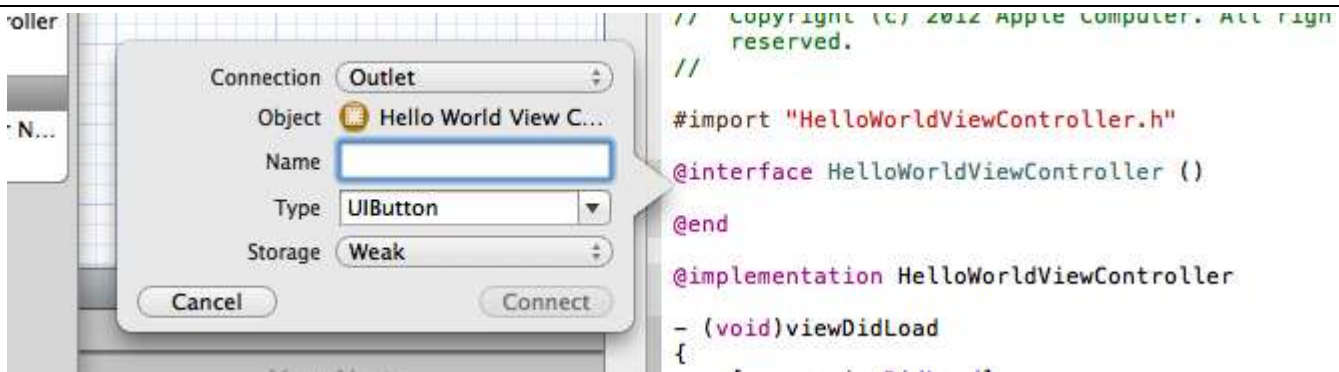 roller
N...
Connection Outlet
Object Hello World View C...
Name
Type UIButton
Storage Weak
Cancel Connect
// Copyright (c) 2012 Apple Computer. All righ
reserved.
//
#import "HelloWorldViewController.h"
@interface HelloWorldViewController ()
@end
@implementation HelloWorldViewController
- (void)viewDidLoad
{